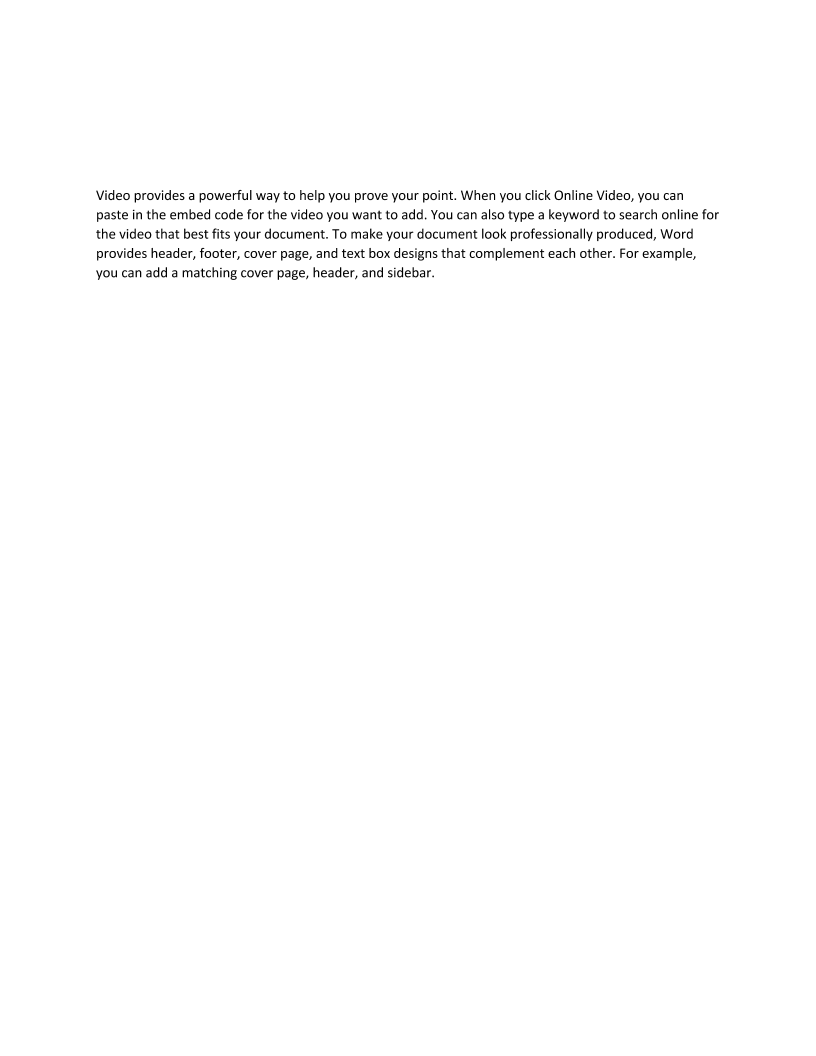 Video provides a powerful way to help you prove your point. When you click Online Video, you can
paste in the embed code for the video you want to add. You can also type a keyword to search online for
the video that best fits your document. To make your document look professionally produced, Word
provides header, footer, cover page, and text box designs that complement each other. For example,
you can add a matching cover page, header, and sidebar.